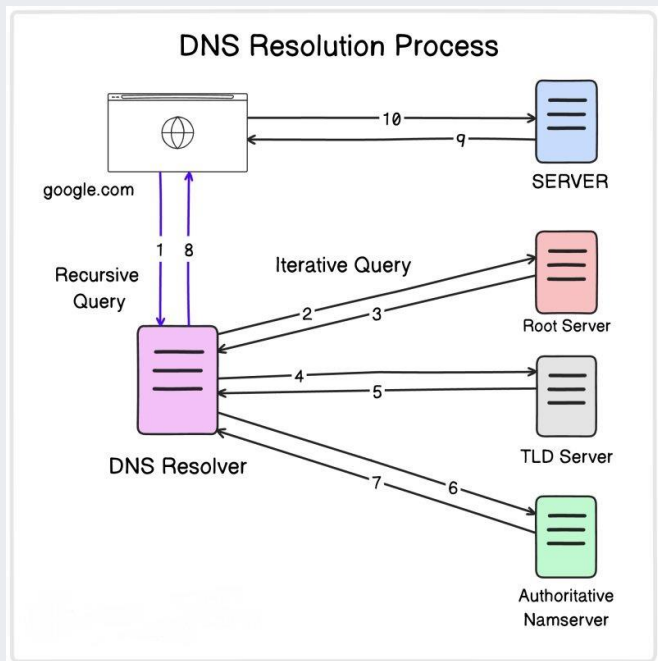 DNS Resolution Process
10
9
SERVER
google.com
1
8
Recursive
Query
Iterative Query
2
3
Root Server
4
5
TLD Server
DNS Resolver
6
7
Authoritative
Namserver